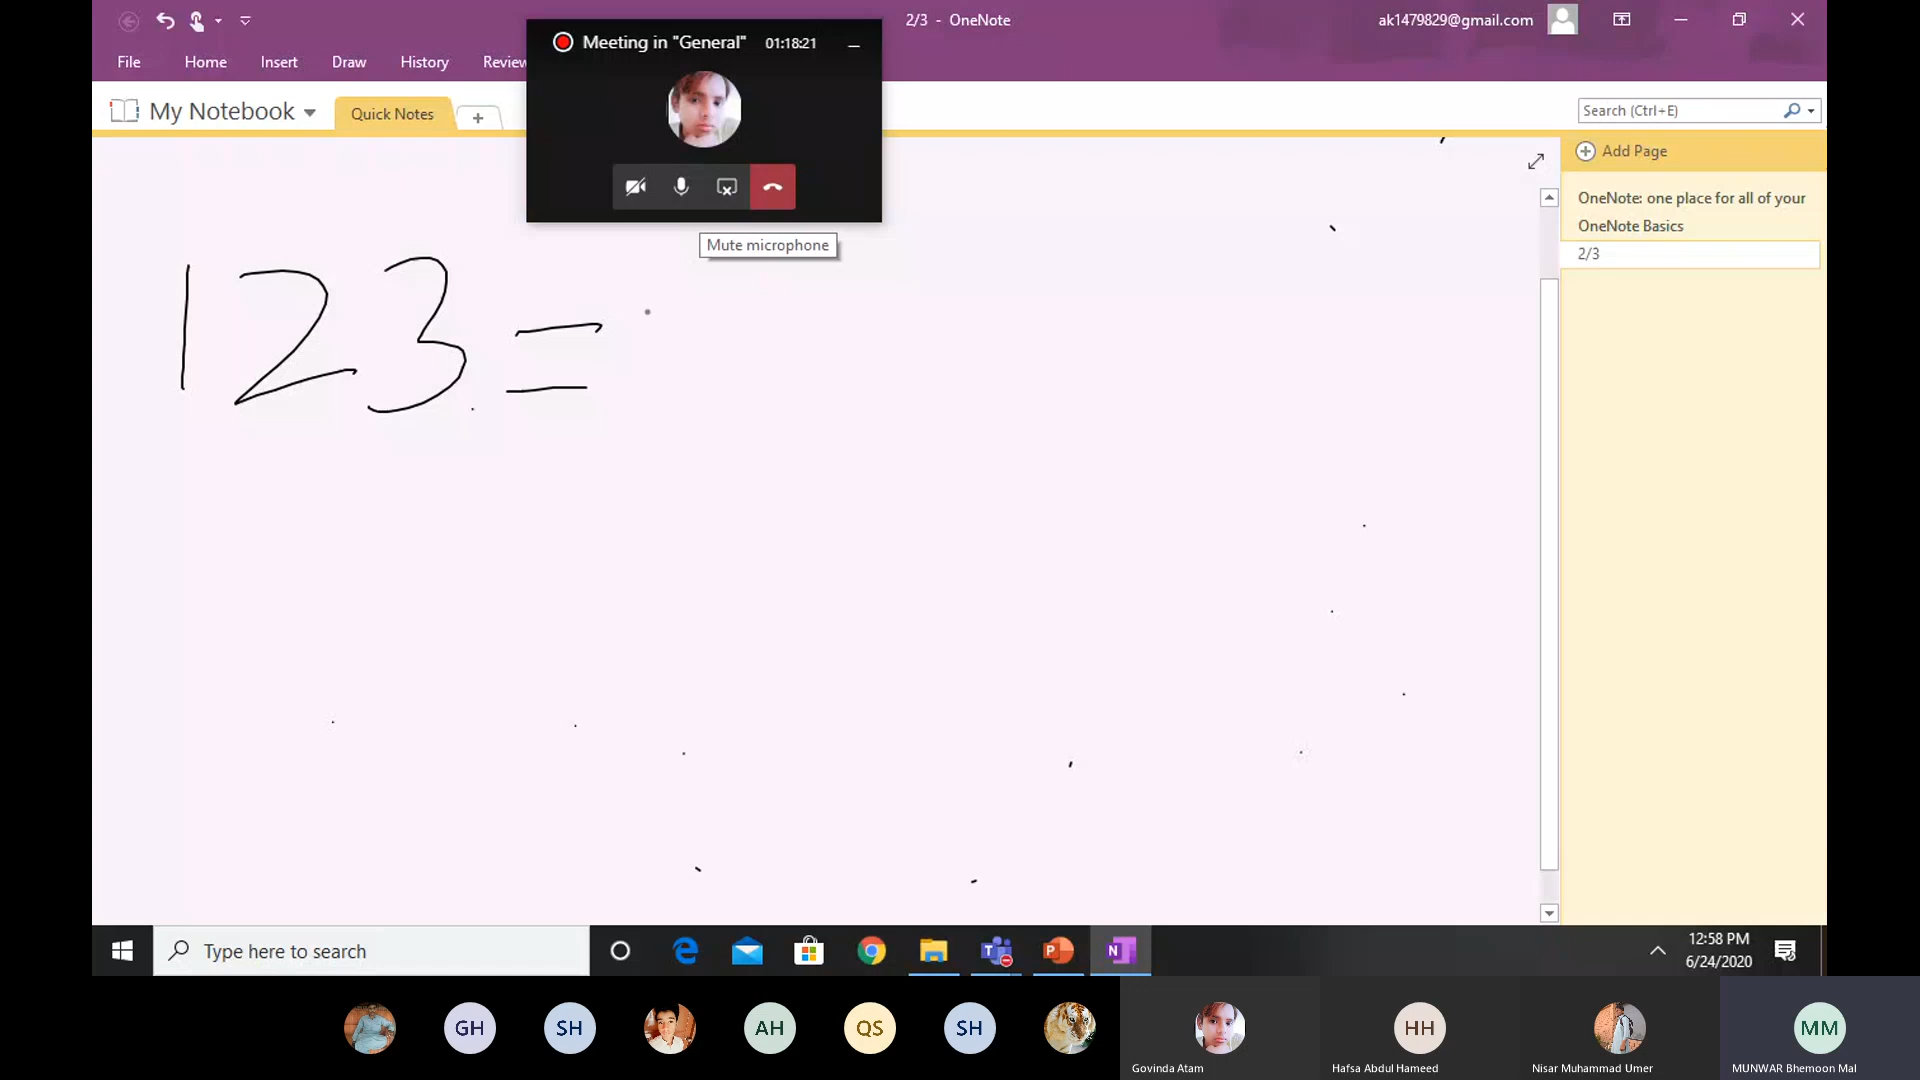 2/3 - OneNote
ak1479829@gmail.com
Meeting in "General" 01:18:21
File Home Insert Draw History Review
My Notebook
Quick Notes
Search (Ctrl+E)
Add Page
OneNote: one place for all of your
OneNote Basics
2/3
Mute microphone
123 =
Type here to search
12:58 PM
6/24/2020
GH SH AH QS SH HH MM
Govinda Atam Hafsa Abdul Hameed Nisar Muhammad Umer MUNWAR Bhemoon Mal